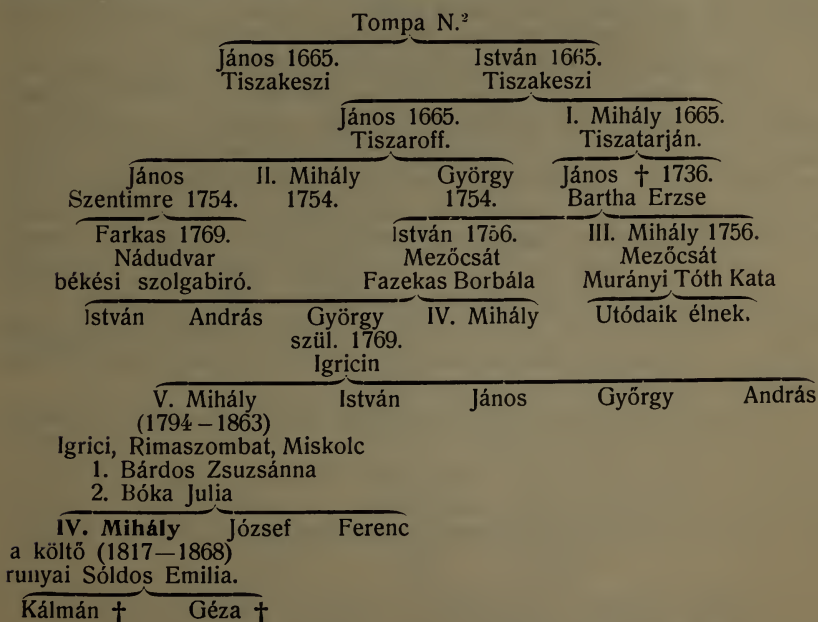 Tompa N.²
János 1665. István 1665.
Tiszakeszi Tiszakeszi
János 1665. I. Mihály 1665.
Tiszaroff. Tiszatarján.
János II. Mihály György János † 1736.
Szentimre 1754. 1754. 1754. Bartha Erzse
Farkas 1769. István 1756. III. Mihály 1756.
Nádudvar Mezőcsát Mezőcsát
békési szolgabiró. Fazekas Borbála Murányi Tóth Kata
István András György IV. Mihály Utódaik élnek.
szül. 1769.
Igricin
V. Mihály István János Győrgy András
(1794–1863)
Igrici, Rimaszombat, Miskolc
1. Bárdos Zsuzsánna
2. Bóka Julia
IV. Mihály József Ferenc
a költő (1817—1868)
runyai Sóldos Emilia.
Kálmán † Géza †